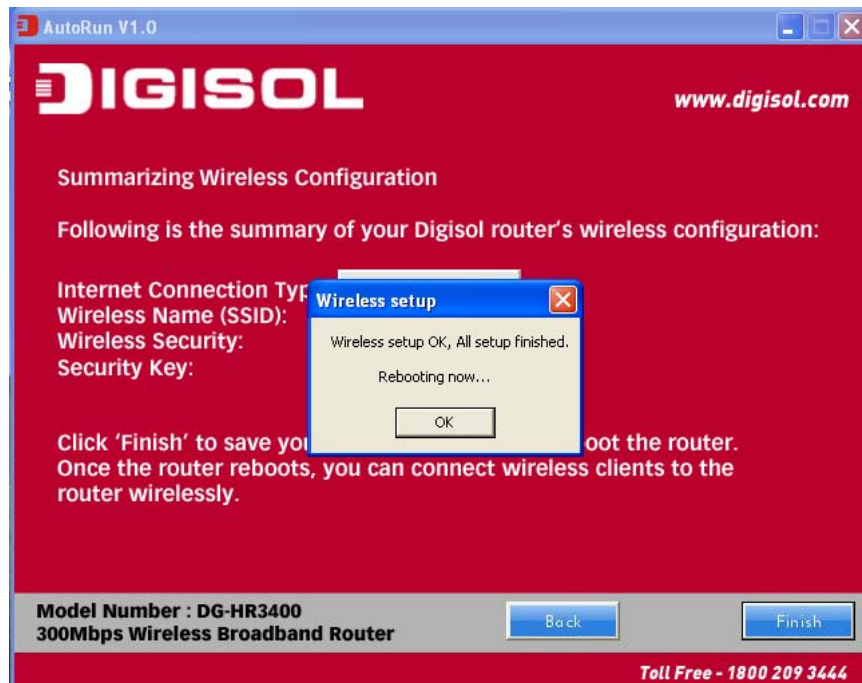 AutoRun V1.0
DIGISOL
www.digisol.com
Summarizing Wireless Configuration
Following is the summary of your Digisol router's wireless configuration:
Internet Connection Typ
Wireless Name (SSID):
Wireless Security:
Security Key:
Wireless setup
Wireless setup OK, All setup finished.
Rebooting now...
OK
Click 'Finish' to save you oot the router.
Once the router reboots, you can connect wireless clients to the
router wirelessly.
Model Number : DG-HR3400
300Mbps Wireless Broadband Router
Back
Finish
Toll Free - 1800 209 3444